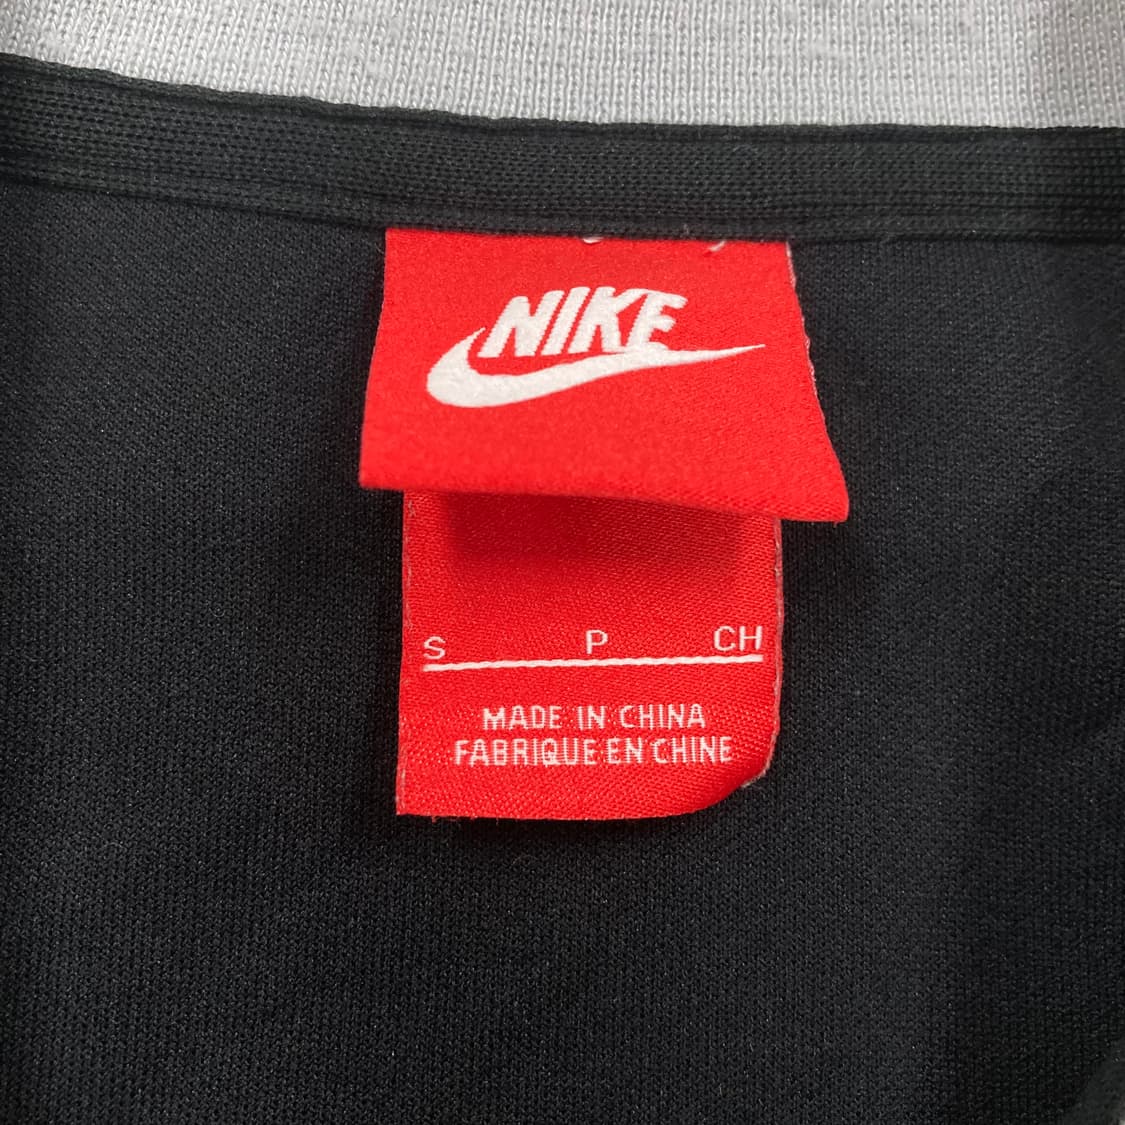 NIKE
S P CH
MADE IN CHINA
FABRIQUE EN CHINE